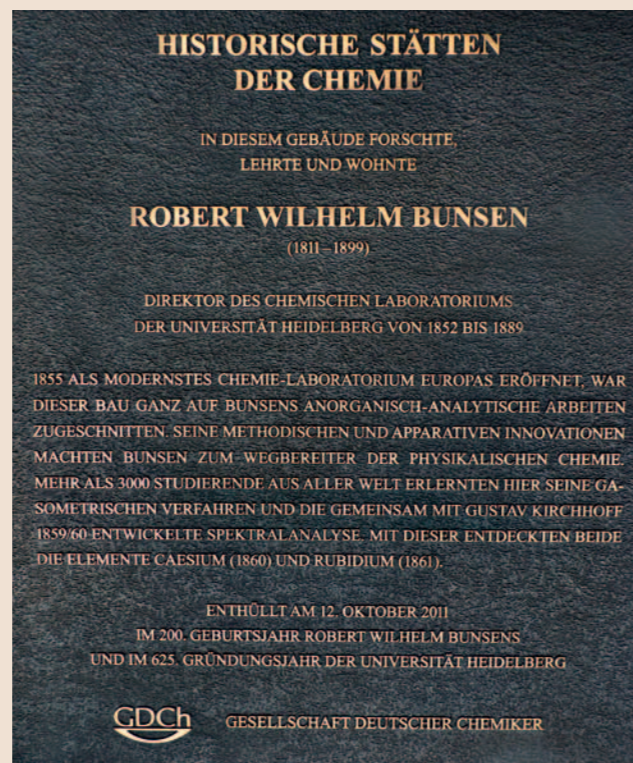 HISTORISCHE STÄTTEN
DER CHEMIE
IN DIESEM GEBÄUDE FORSCHTE,
LEHRTE UND WOHNTE
ROBERT WILHELM BUNSEN
(1811–1899)
DIREKTOR DES CHEMISCHEN LABORATORIUMS
DER UNIVERSITÄT HEIDELBERG VON 1852 BIS 1889
1855 ALS MODERNSTES CHEMIE-LABORATORIUM EUROPAS ERÖFFNET, WAR
DIESER BAU GANZ AUF BUNSENS ANORGANISCH-ANALYTISCHE ARBEITEN
ZUGESCHNITTEN. SEINE METHODISCHEN UND APPARATIVEN INNOVATIONEN
MACHTEN BUNSEN ZUM WEGBEREITER DER PHYSIKALISCHEN CHEMIE.
MEHR ALS 3000 STUDIERENDE AUS ALLER WELT ERLERNTEN HIER SEINE GA-
SOMETRISCHEN VERFAHREN UND DIE GEMEINSAM MIT GUSTAV KIRCHHOFF
1859/60 ENTWICKELTE SPEKTRALANALYSE. MIT DIESER ENTDECKTEN BEIDE
DIE ELEMENTE CAESIUM (1860) UND RUBIDIUM (1861).
ENTHÜLLT AM 12. OKTOBER 2011
IM 200. GEBURTSJAHR ROBERT WILHELM BUNSENS
UND IM 625. GRÜNDUNGSJAHR DER UNIVERSITÄT HEIDELBERG
GDCh GESELLSCHAFT DEUTSCHER CHEMIKER